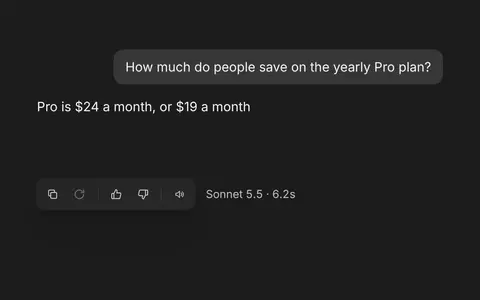 How much do people save on the yearly Pro plan?
Pro is $24 a month, or $19 a month
Sonnet 5.5 · 6.2s